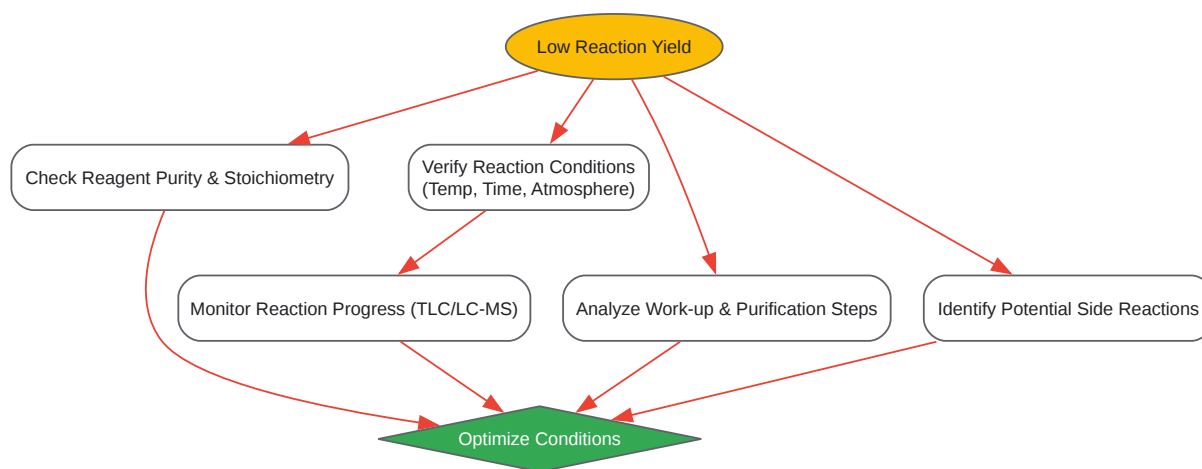 Low Reaction Yield
Check Reagent Purity & Stoichiometry
Verify Reaction Conditions
(Temp, Time, Atmosphere)
Monitor Reaction Progress (TLC/LC-MS)
Analyze Work-up & Purification Steps
Identify Potential Side Reactions
Optimize Conditions